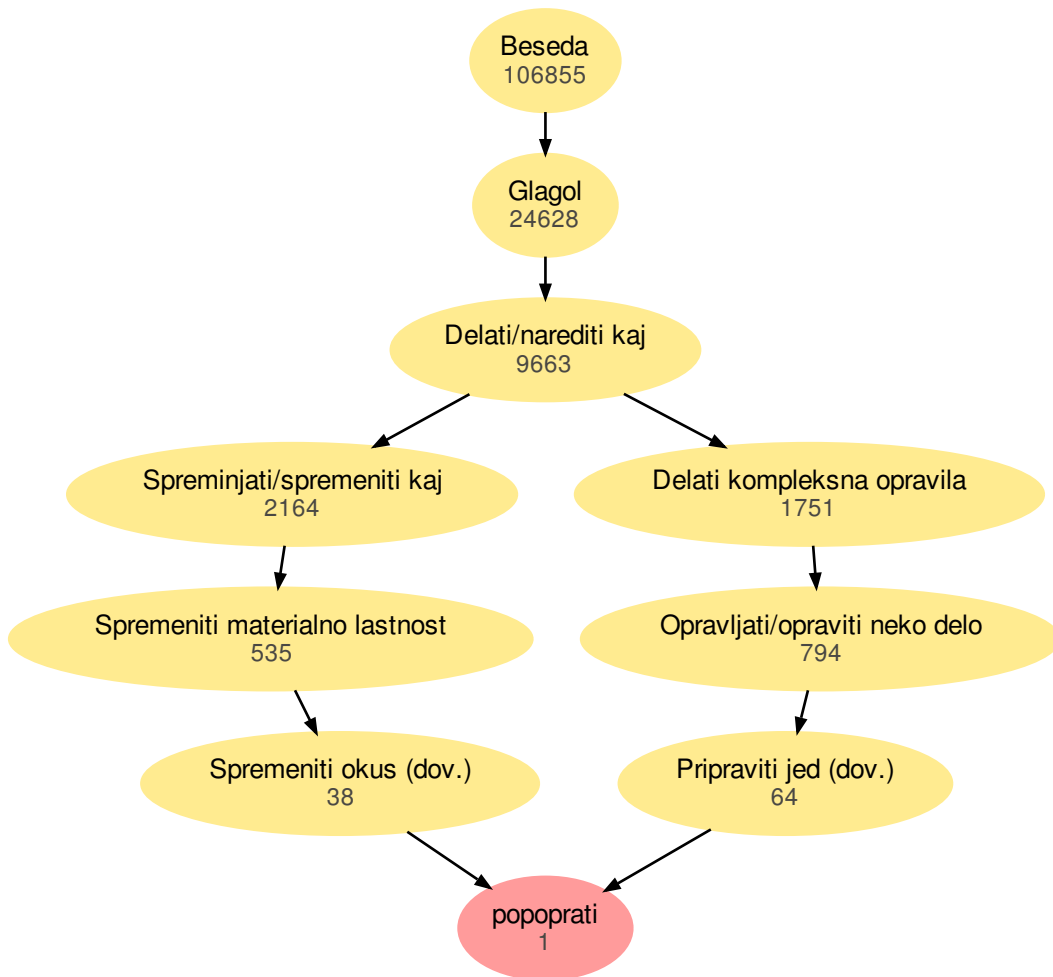 Beseda
106855
Glagol
24628
Delati/narediti kaj
9663
Spreminjati/spremeniti kaj
2164
Delati kompleksna opravila
1751
Spremeniti materialno lastnost
535
Opravljati/opraviti neko delo
794
Spremeniti okus (dov.)
38
Pripraviti jed (dov.)
64
popoprati
1